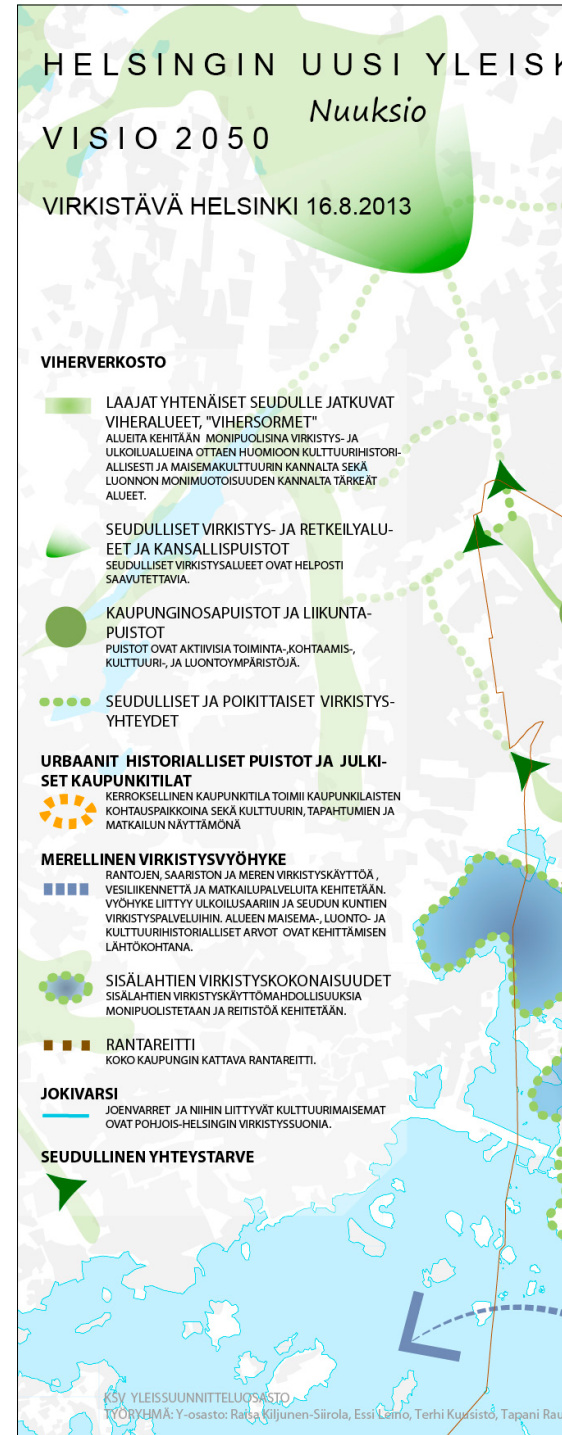 HELSINGIN UUSI YLEISK
Nuuksio
VISIO 2050
VIRKISTÄVÄ HELSINKI 16.8.2013
VIHERVERKOSTO
LAAJAT YHTENÄISET SEUDULLE JATKUVAT
VIHERALUEET, "VIHERSORMET"
ALUEITA KEHITÄÄN MONIPUOLISINA VIRKISTYS- JA
ULKOILUALUEINA OTTAEN HUOMIOON KULTTUURIHISTORI-
ALLISESTI JA MAISEMAKULTTUURIN KANNALTA SEKÄ
LUONNON MONIMUOTOISUUDEN KANNALTA TÄRKEÄT
ALUEET.
SEUDULLISET VIRKISTYS- JA RETKEILYALU-
EET JA KANSALLISPUISTOT
SEUDULLISET VIRKISTYSALUEET OVAT HELPOSTI
SAAVUTETTAVIA.
KAUPUNGINOSAPUISTOT JA LIIKUNTA-
PUISTOT
PUISTOT OVAT AKTIIVISIA TOIMINTA-,KOHTAAMIS-,
KULTTUURI-, JA LUONTOYMPÄRISTÖJÄ.
SEUDULLISET JA POIKITTAISET VIRKISTYS-
YHTEYDET
URBAANIT HISTORIALLISET PUISTOT JA JULKI-
SET KAUPUNKITILAT
KERROKSELLINEN KAUPUNKITILA TOIMII KAUPUNKILAISTEN
KOHTAUSPAIKKOINA SEKÄ KULTTUURIN, TAPAHTUMIEN JA
MATKAILUN NÄYTTÄMÖNÄ
MERELLINEN VIRKISTYSVYÖHYKE
RANTOJEN, SAARISTON JA MEREN VIRKISTYSKÄYTTÖÄ ,
VESILIIKENNETTÄ JA MATKAILUPALVELUITA KEHITETÄÄN.
VYÖHYKE LIITTYY ULKOILUSAARIIN JA SEUDUN KUNTIEN
VIRKISTYSPALVELUIHIN. ALUEEN MAISEMA-, LUONTO- JA
KULTTUURIHISTORIALLISET ARVOT OVAT KEHITTÄMISEN
LÄHTÖKOHTANA.
SISÄLAHTIEN VIRKISTYSKOKONAISUUDET
SISÄLAHTIEN VIRKISTYSKÄYTTÖMAHDOLLISUUKSIA
MONIPUOLISTETAAN JA REITISTÖÄ KEHITETÄÄN.
RANTAREITTI
KOKO KAUPUNGIN KATTAVA RANTAREITTI.
JOKIVARSI
JOENVARRET JA NIIHIN LIITTYVÄT KULTTUURIMAISEMAT
OVAT POHJOIS-HELSINGIN VIRKISTYSSUONIA.
SEUDULLINEN YHTEYSTARVE
KSV YLEISSUUNNITTELUOSASTO
TYÖRYHMÄ: Y-osasto: Raisa Kiljunen-Siirola, Essi Leino, Terhi Kuusisto, Tapani Rau